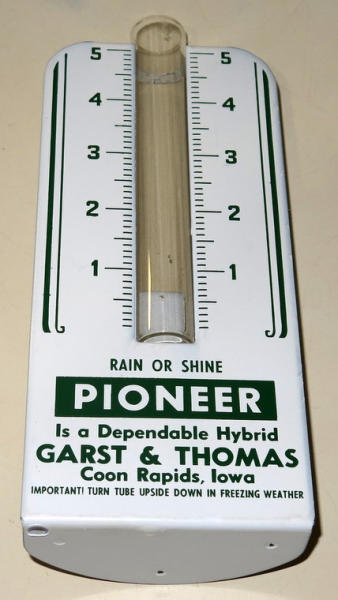 5 5
4 4
3 3
2 2
1 1
RAIN OR SHINE
PIONEER
Is a Dependable Hybrid
GARST & THOMAS
Coon Rapids, Iowa
IMPORTANT! TURN TUBE UPSIDE DOWN IN FREEZING WEATHER